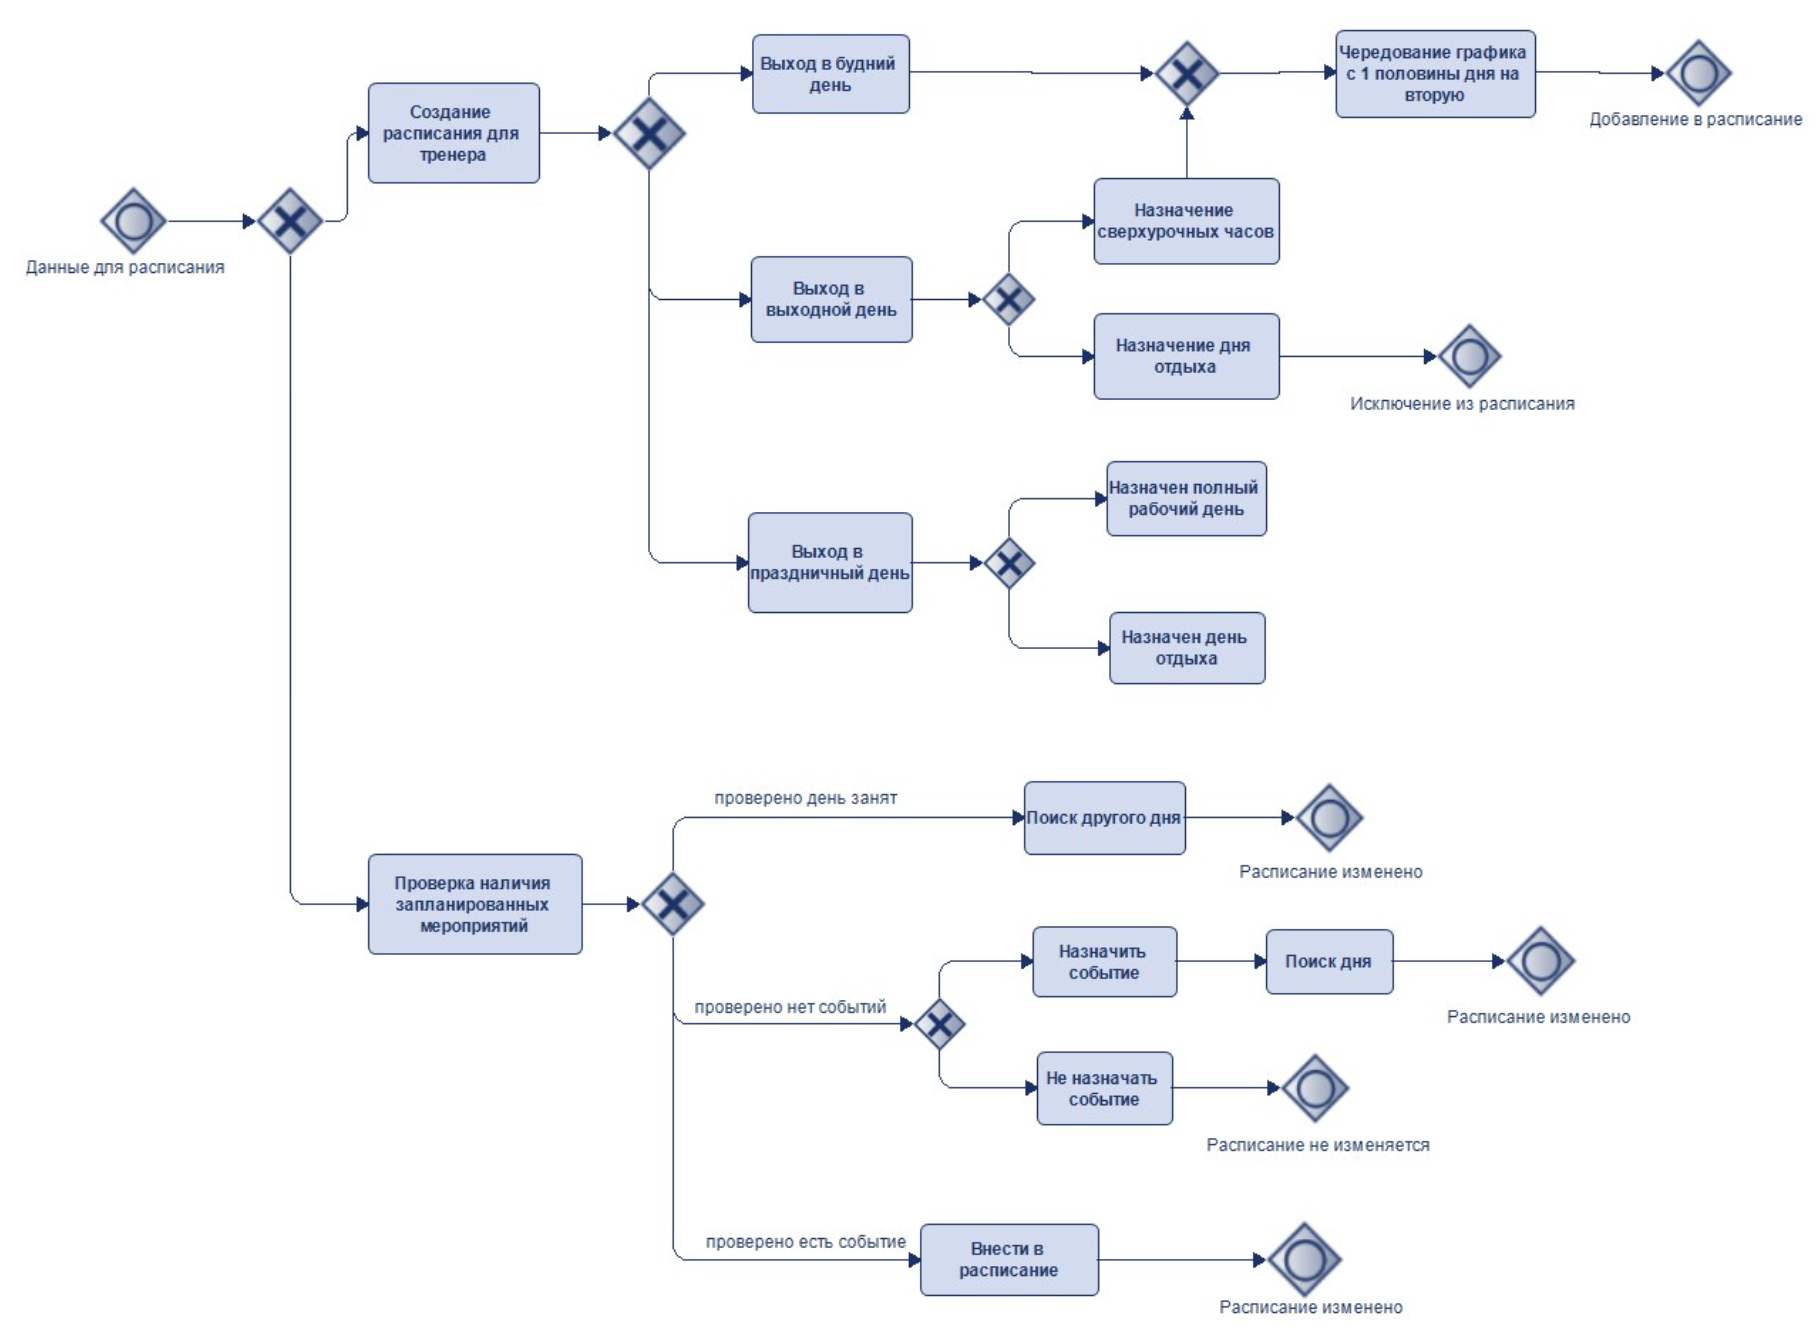 Данные для расписания
Создание
расписания для
тренера
Выход в будний
день
Чередование графика
с 1 половины дня на
вторую
Добавление в расписание
Выход в
выходной день
Назначение
сверхурочных часов
Назначение дня
отдыха
Исключение из расписания
Выход в
праздничный день
Назначен полный
рабочий день
Назначен день
отдыха
Проверка наличия
запланированных
мероприятий
проверено день занят
Поиск другого дня
Расписание изменено
проверено нет событий
Назначить
событие
Поиск дня
Расписание изменено
Не назначать
событие
Расписание не изменяется
проверено есть событие
Внести в
расписание
Расписание изменено